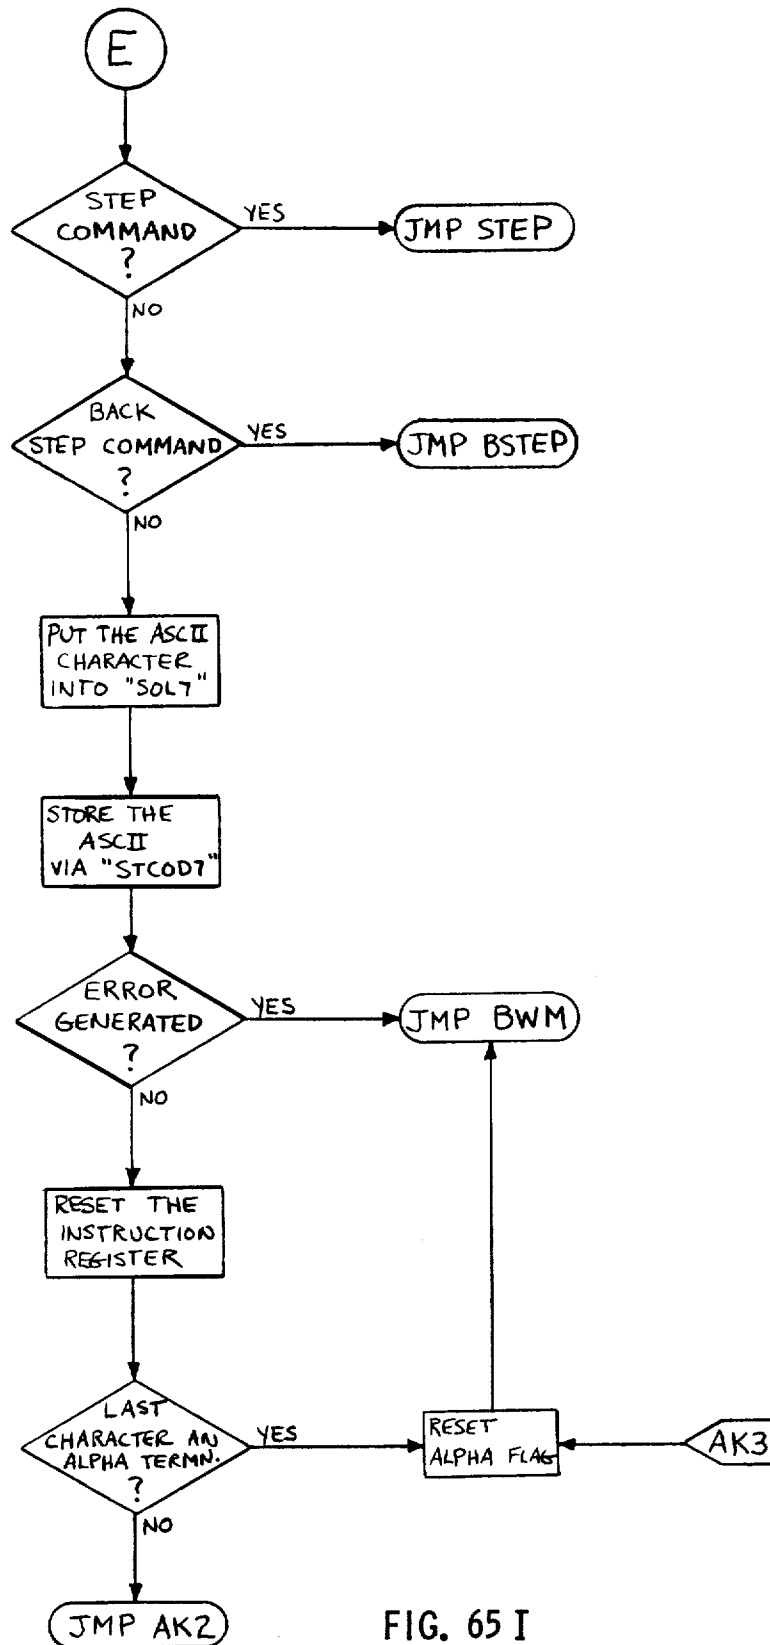 E
STEP
COMMAND
?
YES
JMP STEP
NO
BACK
STEP COMMAND
?
YES
JMP BSTEP
NO
PUT THE ASCII
CHARACTER
INTO "SOL7"
STORE THE
ASCII
VIA "STCOD7"
ERROR
GENERATED
?
YES
JMP BWM
NO
RESET THE
INSTRUCTION
REGISTER
LAST
CHARACTER AN
ALPHA TERMN.
?
YES
RESET
ALPHA FLAG
AK3
NO
JMP AK2
FIG. 65 I